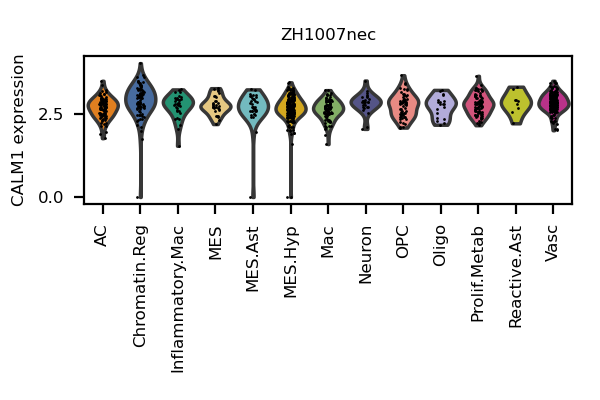 ZH1007nec
CALM1 expression
2.5
0.0
AC
Chromatin.Reg
Inflammatory.Mac
MES
MES.Ast
MES.Hyp
Mac
Neuron
OPC
Oligo
Prolif.Metab
Reactive.Ast
Vasc